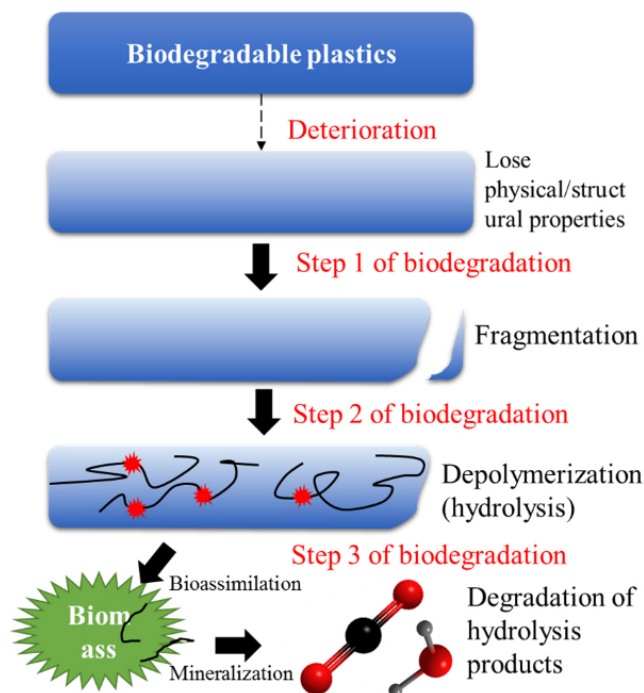 Biodegradable plastics
Deterioration
Lose
physical/struct
ural properties
Step 1 of biodegradation
Fragmentation
Step 2 of biodegradation
Depolymerization
(hydrolysis)
Step 3 of biodegradation
Bioassimilation
Biom
ass
Mineralization
Degradation of
hydrolysis
products